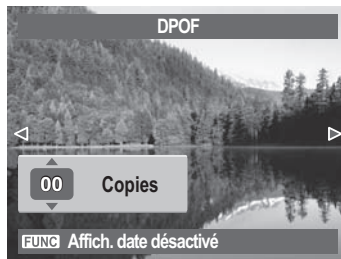 DPOF
00 Copies
FUNC Affich. date désactivé